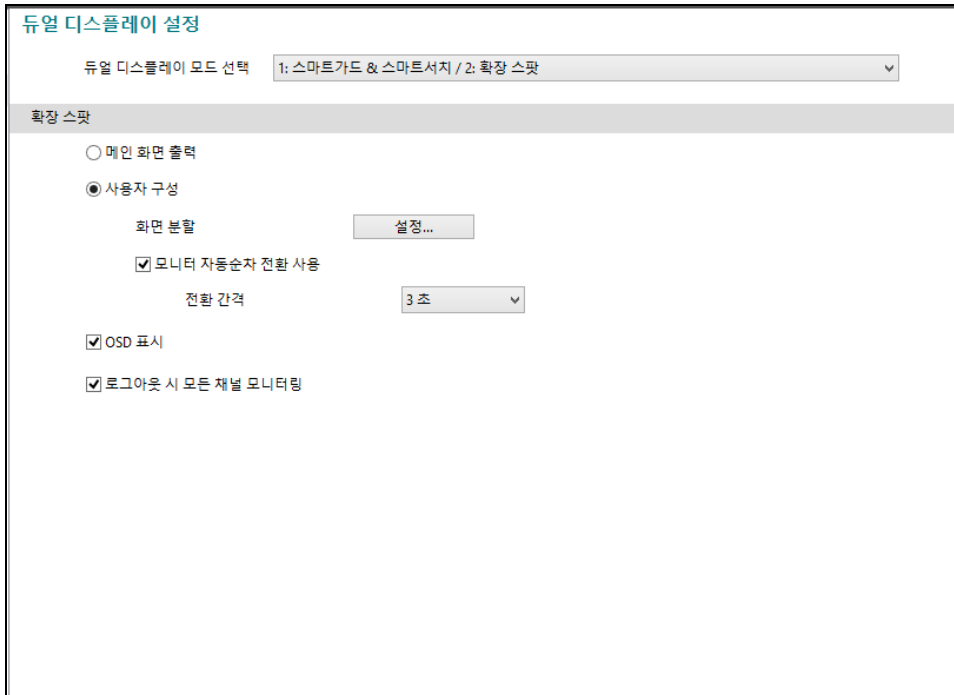 듀얼 디스플레이 설정
듀얼 디스플레이 모드 선택 1: 스마트가드 & 스마트서치 / 2: 확장 스팟
확장 스팟
메인 화면 출력
사용자 구성
화면 분할 설정...
모니터 자동순차 전환 사용
전환 간격 3 초
OSD 표시
로그아웃 시 모든 채널 모니터링